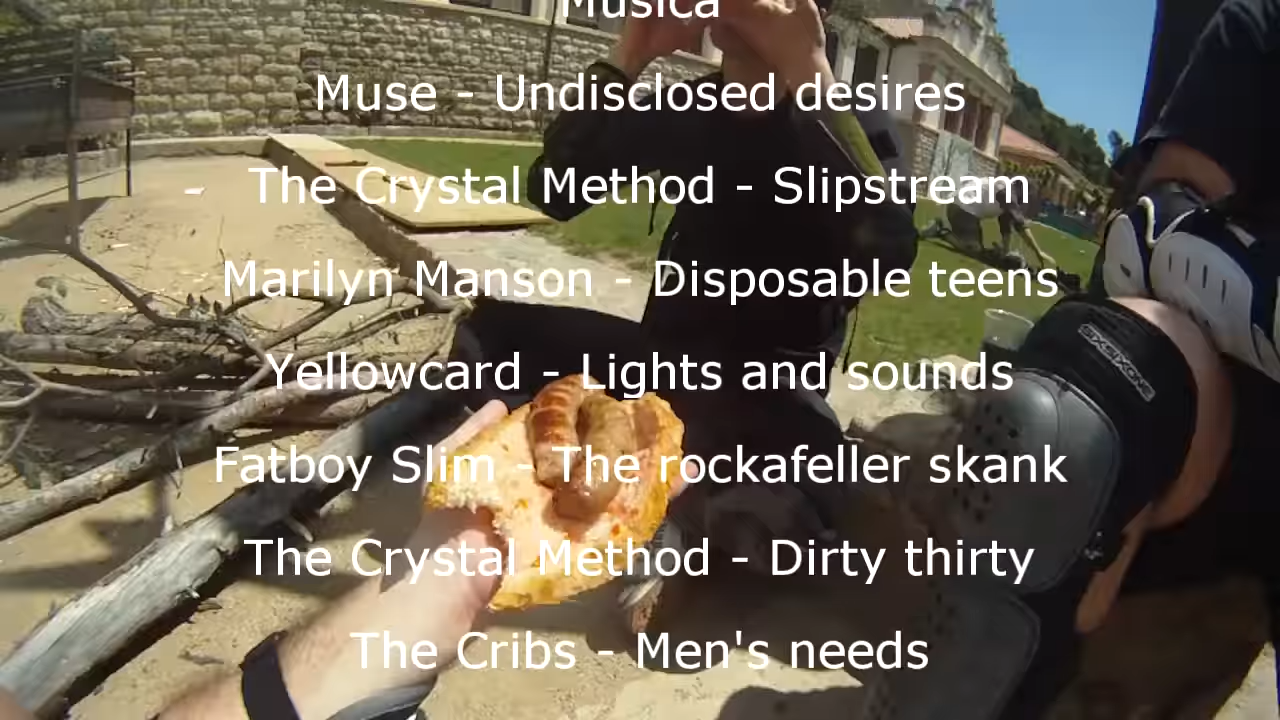 Musica
Muse - Undisclosed desires
The Crystal Method - Slipstream
Marilyn Manson - Disposable teens
Yellowcard - Lights and sounds
Fatboy Slim - The rockafeller skank
The Crystal Method - Dirty thirty
The Cribs - Men's needs
SIXSIXONE